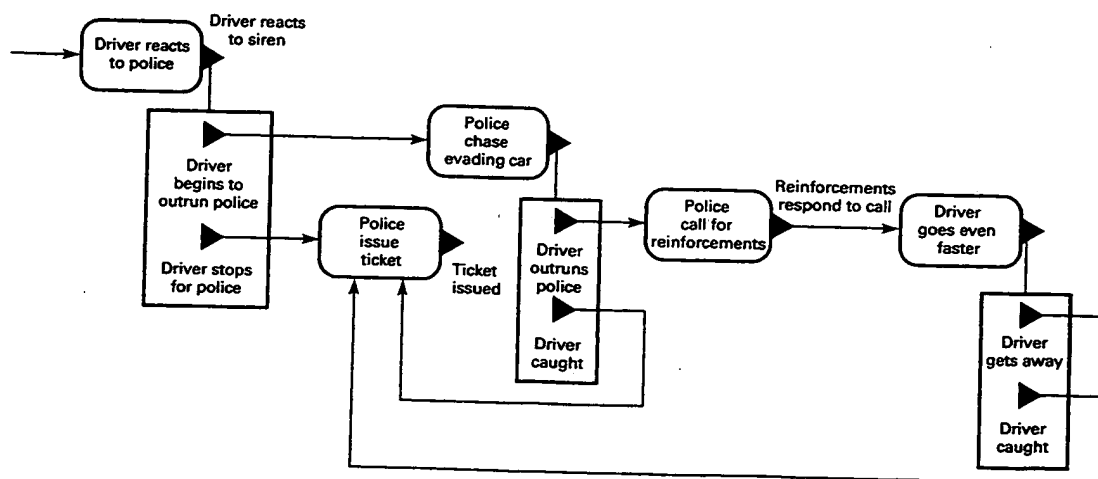 Driver reacts
to siren
Driver reacts
to police
Driver
begins to
outrun police
Driver stops
for police
Police
chase
evading car
Police
issue
ticket
Ticket
issued
Driver
outruns
police
Driver
caught
Police
call for
reinforcements
Reinforcements
respond to call
Driver
goes even
faster
Driver
gets away
Driver
caught